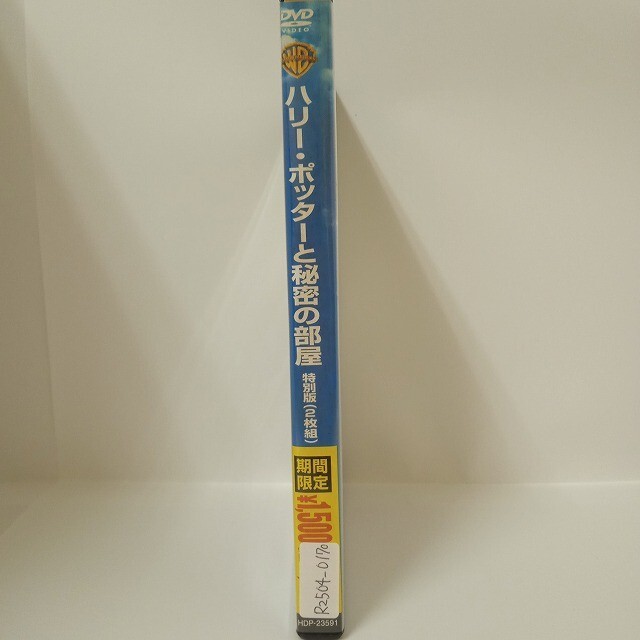 DVD
VIDEO
WB
ハリー・ポッターと秘密の部屋
特別版(2枚組)
期間
限定
1,500
R2504-0170
HDP-23591